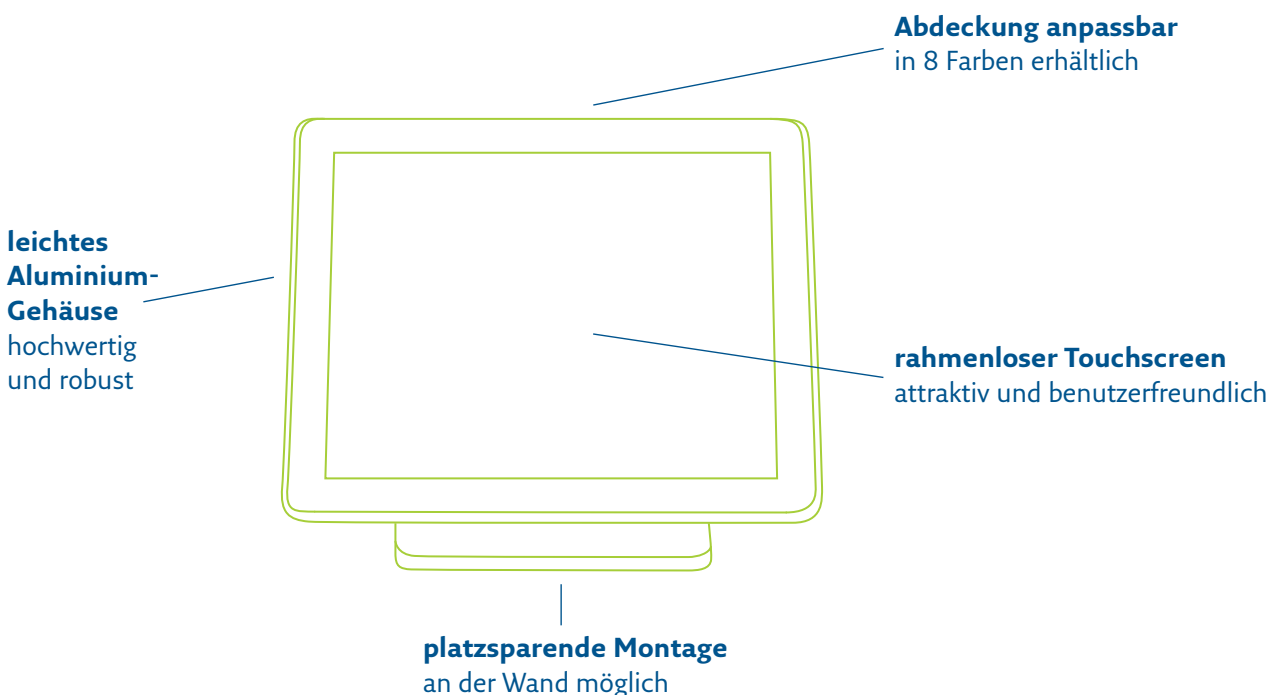 Abdeckung anpassbar
in 8 Farben erhältlich
leichtes
Aluminium-
Gehäuse
hochwertig
und robust
rahmenloser Touchscreen
attraktiv und benutzerfreundlich
platzsparende Montage
an der Wand möglich